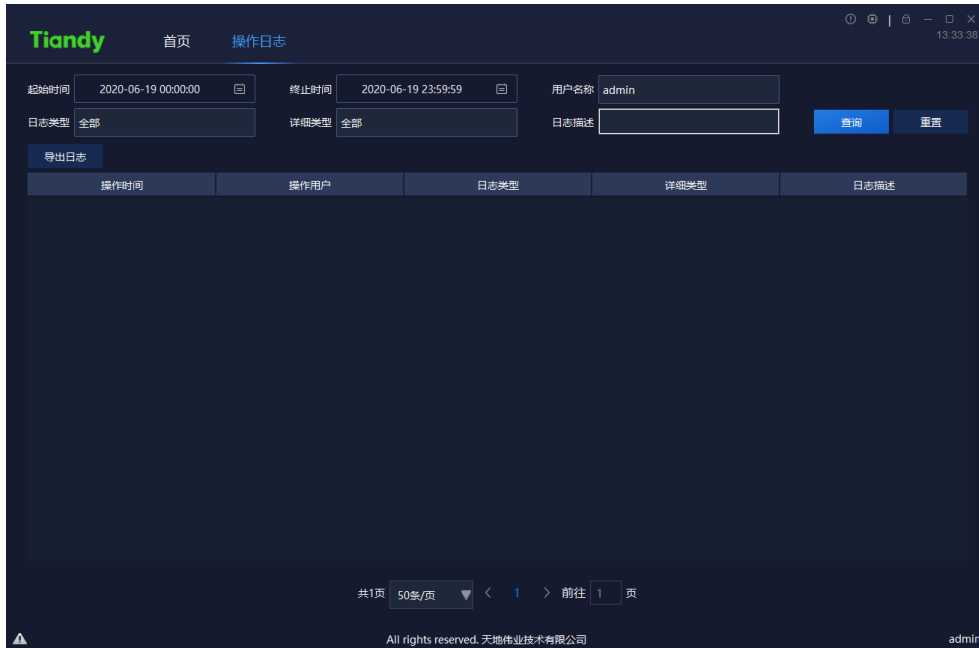 13:33:38
Tiandy 首页 操作日志
起始时间 2020-06-19 00:00:00 终止时间 2020-06-19 23:59:59 用户名称 admin
日志类型 全部 详细类型 全部 日志描述 查询 重置
导出日志
操作时间 操作用户 日志类型 详细类型 日志描述
共1页 50条/页 1 前往 1 页
All rights reserved. 天地伟业技术有限公司 admin